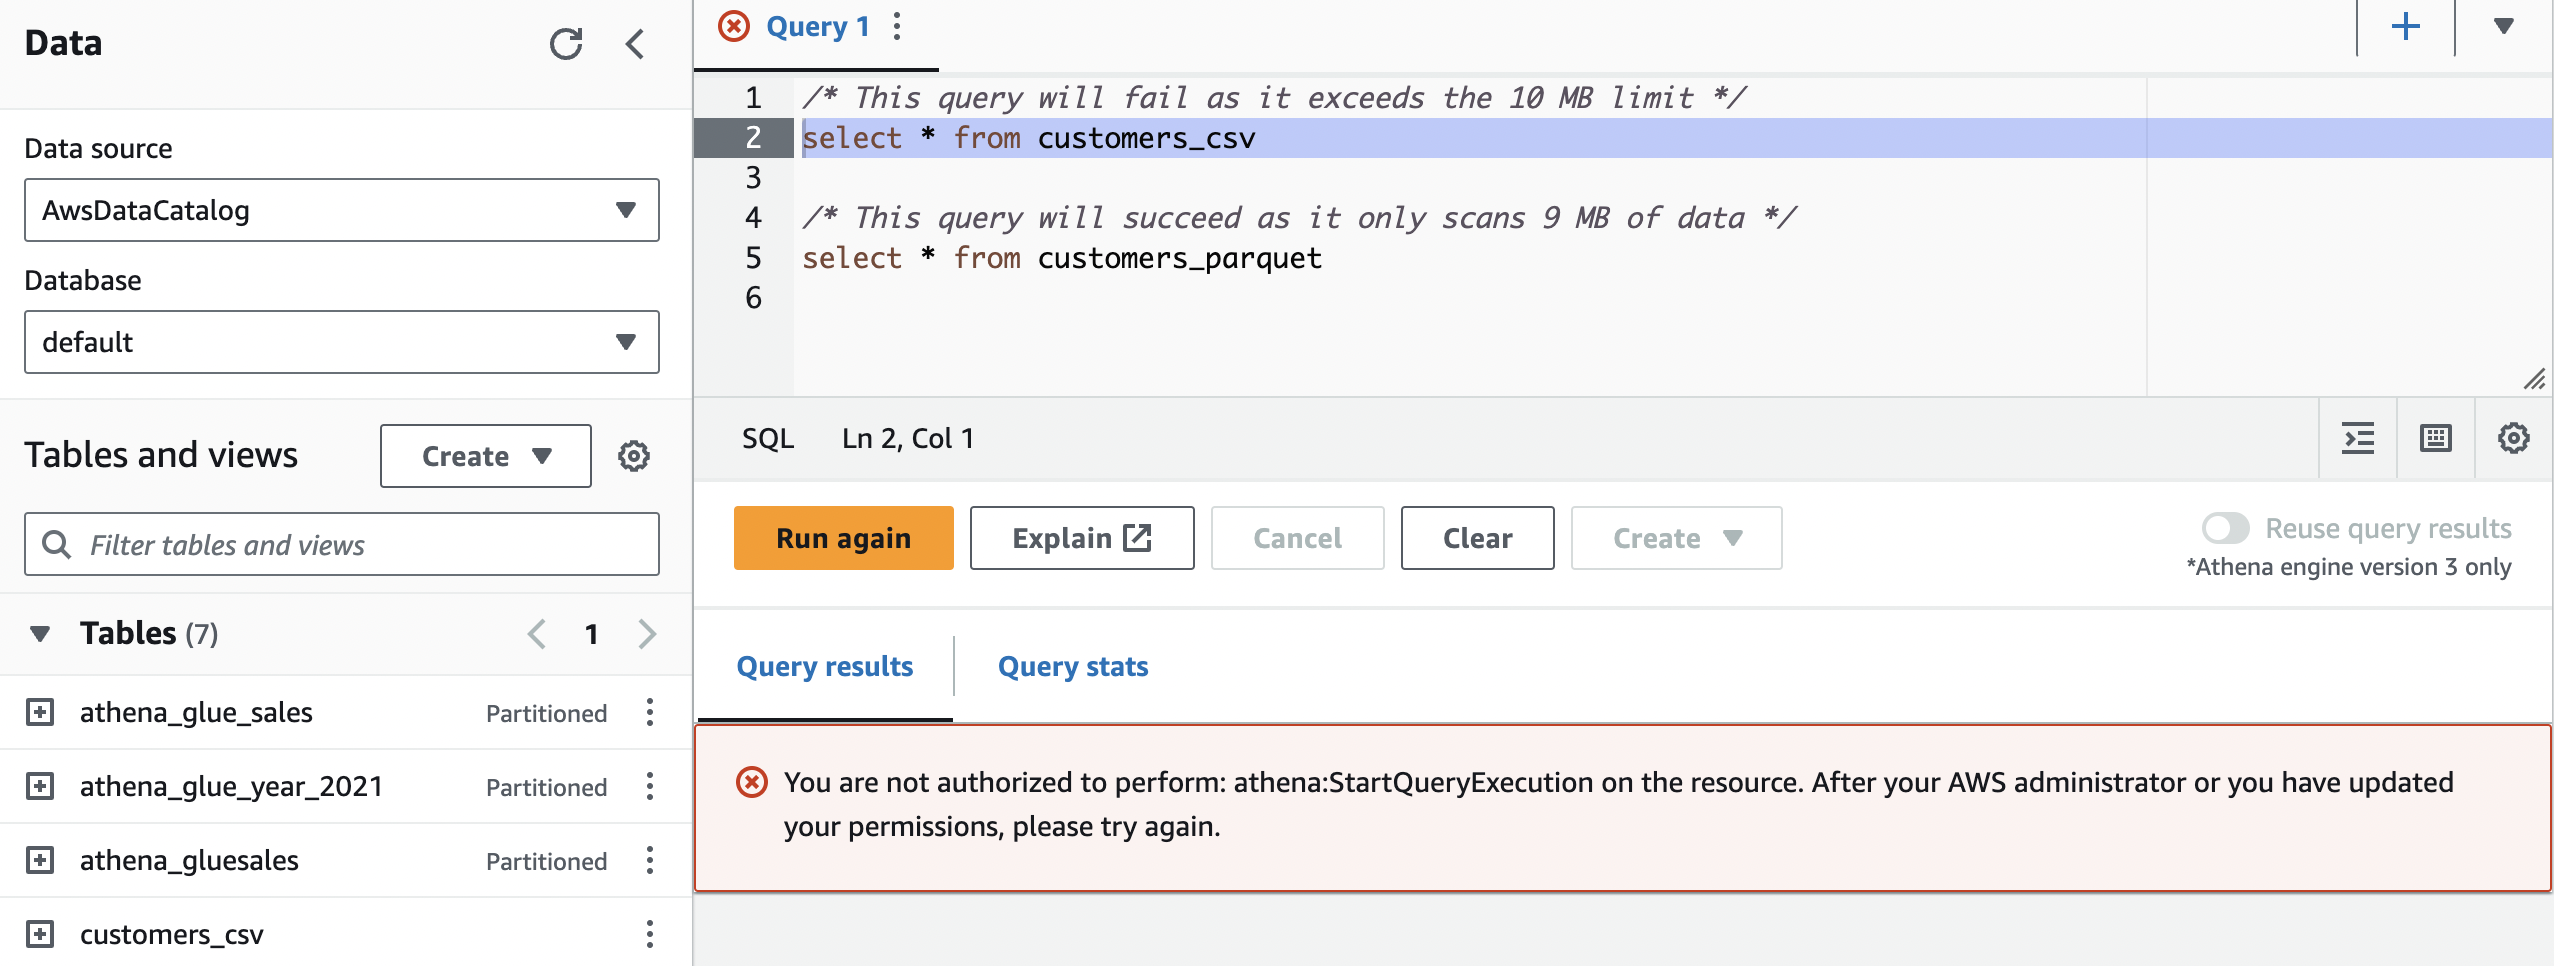 Data
Data source
AwsDataCatalog
Database
default
Tables and views
Create
Filter tables and views
Tables (7)
1
athena_glue_sales Partitioned
athena_glue_year_2021 Partitioned
athena_gluesales Partitioned
customers_csv
Query 1
1 /* This query will fail as it exceeds the 10 MB limit */
2 select * from customers_csv
3
4 /* This query will succeed as it only scans 9 MB of data */
5 select * from customers_parquet
6
SQL Ln 2, Col 1
Run again Explain Cancel Clear Create
Reuse query results
*Athena engine version 3 only
Query results Query stats
You are not authorized to perform: athena:StartQueryExecution on the resource. After your AWS administrator or you have updated
your permissions, please try again.